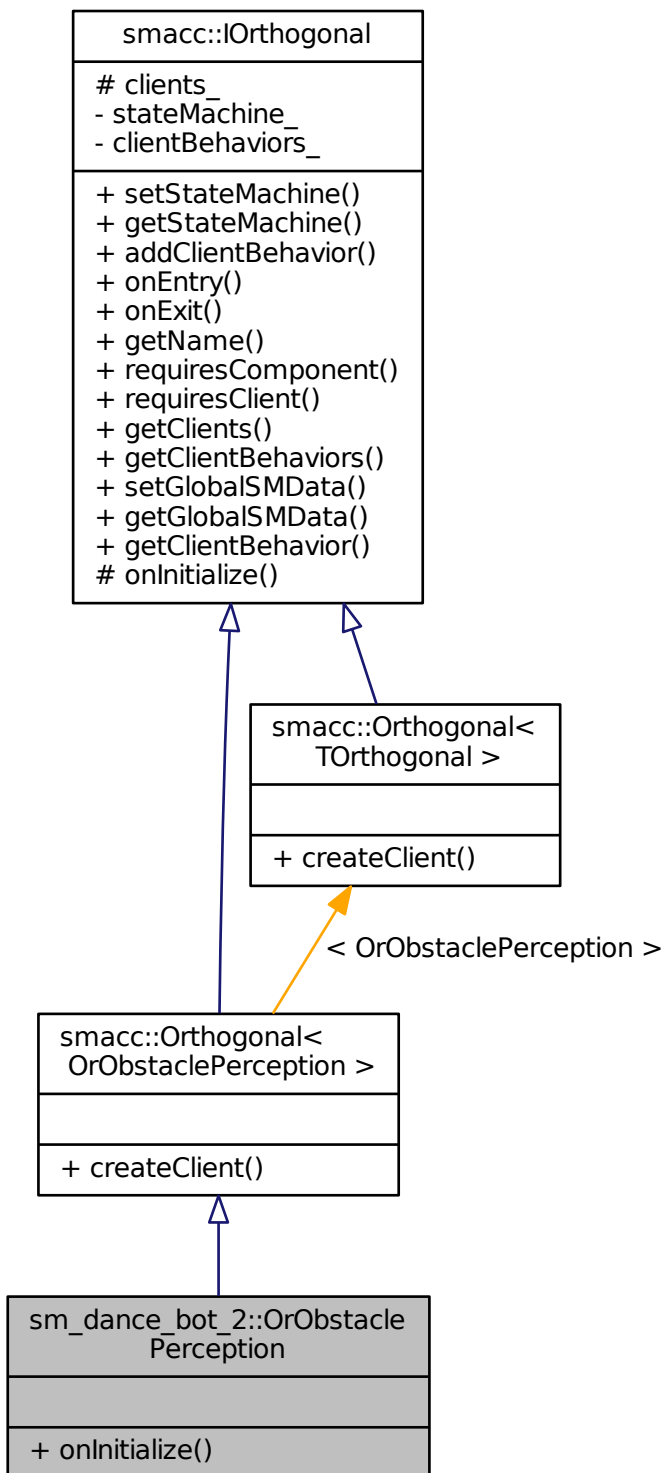 smacc::IOrthogonal
# clients_
- stateMachine_
- clientBehaviors_
+ setStateMachine()
+ getStateMachine()
+ addClientBehavior()
+ onEntry()
+ onExit()
+ getName()
+ requiresComponent()
+ requiresClient()
+ getClients()
+ getClientBehaviors()
+ setGlobalSMData()
+ getGlobalSMData()
+ getClientBehavior()
# onInitialize()
smacc::Orthogonal<
TOrthogonal >
+ createClient()
< OrObstaclePerception >
smacc::Orthogonal<
OrObstaclePerception >
+ createClient()
sm_dance_bot_2::OrObstacle
Perception
+ onInitialize()